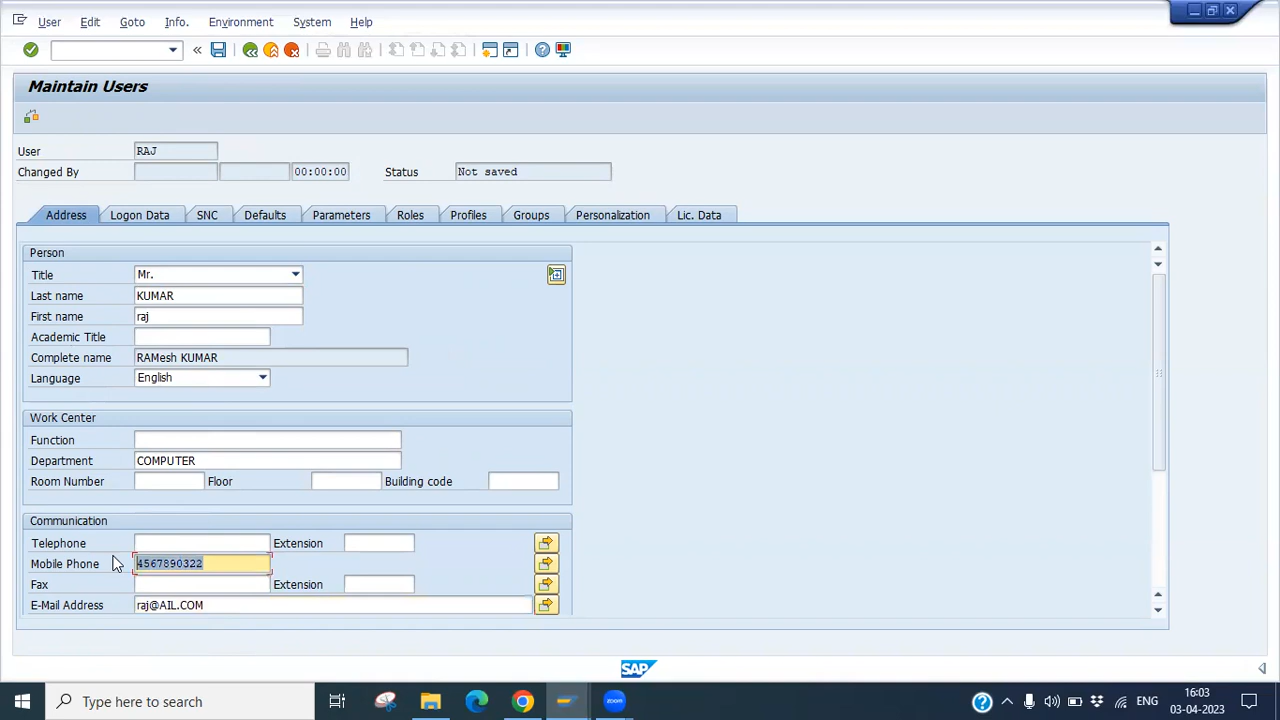 User Edit Goto Info. Environment System Help
Maintain Users
User RAJ
Changed By 00:00:00 Status Not saved
Address Logon Data SNC Defaults Parameters Roles Profiles Groups Personalization Lic. Data
Person
Title Mr.
Last name KUMAR
First name raj
Academic Title
Complete name RAMesh KUMAR
Language English
Work Center
Function
Department COMPUTER
Room Number Floor Building code
Communication
Telephone Extension
Mobile Phone 4567890322
Fax Extension
E-Mail Address raj@AIL.COM
SAP
Type here to search zoom ENG 16:03
03-04-2023